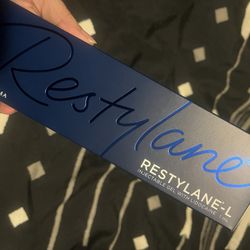 Restylane
RESTYLANE-L
INJECTABLE GEL WITH LIDOCAINE